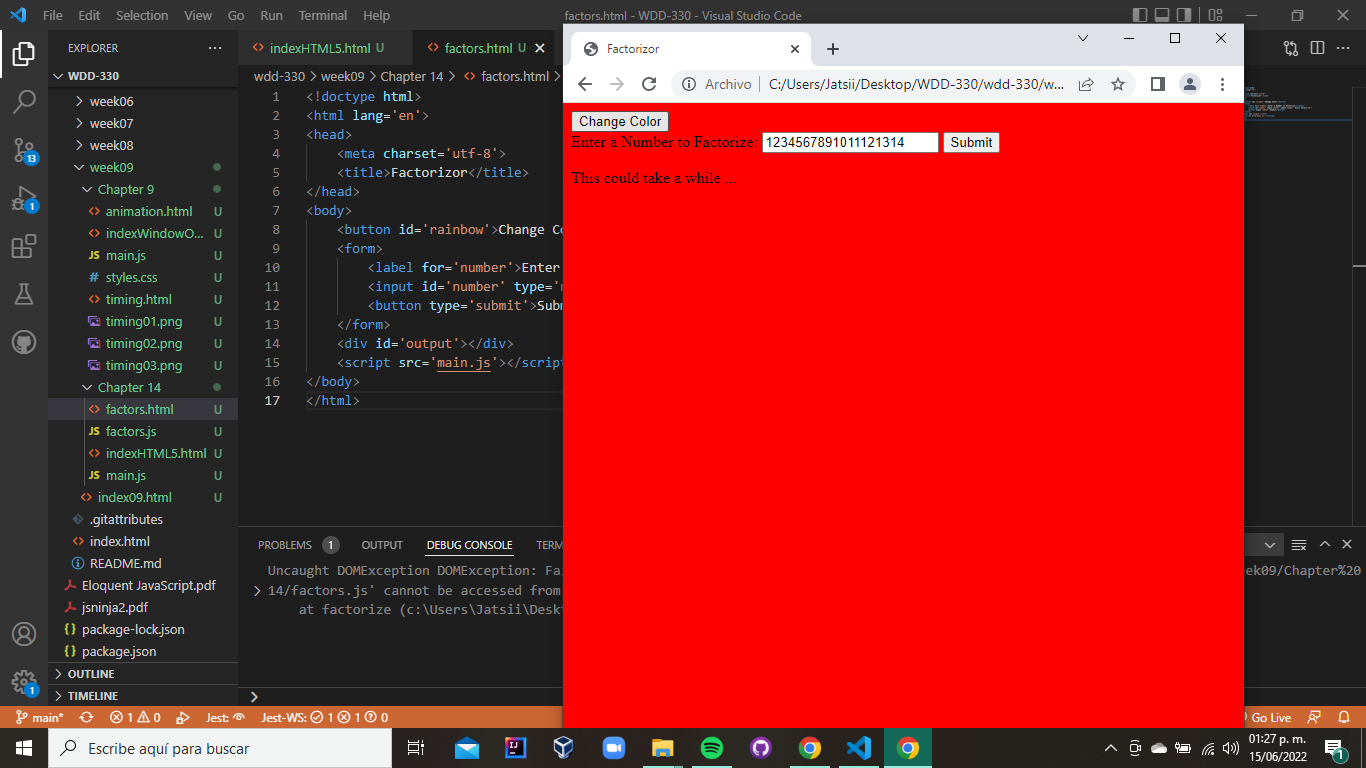 File Edit Selection View Go Run Terminal Help factors.html - WDD-330 - Visual Studio Code
EXPLORER
WDD-330
week06
week07
week08
week09
Chapter 9
animation.html U
indexWindowO... U
main.js U
styles.css U
timing.html U
timing01.png U
timing02.png U
timing03.png U
Chapter 14
factors.html U
factors.js U
indexHTML5.html U
main.js U
index09.html U
.gitattributes
index.html
README.md
Eloquent JavaScript.pdf
jsninja2.pdf
package-lock.json
package.json
OUTLINE
TIMELINE
13
1
1
indexHTML5.html U factors.html U
wdd-330 > week09 > Chapter 14 > factors.html >
1 <!doctype html>
2 <html lang='en'>
3 <head>
4 <meta charset='utf-8'>
5 <title>Factorizor</title>
6 </head>
7 <body>
8 <button id='rainbow'>Change Co
9 <form>
10 <label for='number'>Enter
11 <input id='number' type='n
12 <button type='submit'>Subm
13 </form>
14 <div id='output'></div>
15 <script src='main.js'></script
16 </body>
17 </html>
PROBLEMS 1 OUTPUT DEBUG CONSOLE TERM
Uncaught DOMException DOMException: Fai ek09/Chapter%20
14/factors.js' cannot be accessed from
at factorize (c:\Users\Jatsii\Deskt
Factorizor
Archivo C:/Users/Jatsii/Desktop/WDD-330/wdd-330/w...
Change Color
Enter a Number to Factorize: 1234567891011121314 Submit
This could take a while ...
main* 1 0 Jest: Jest-WS: 1 1 0 Go Live
Escribe aquí para buscar
01:27 p. m.
15/06/2022
1